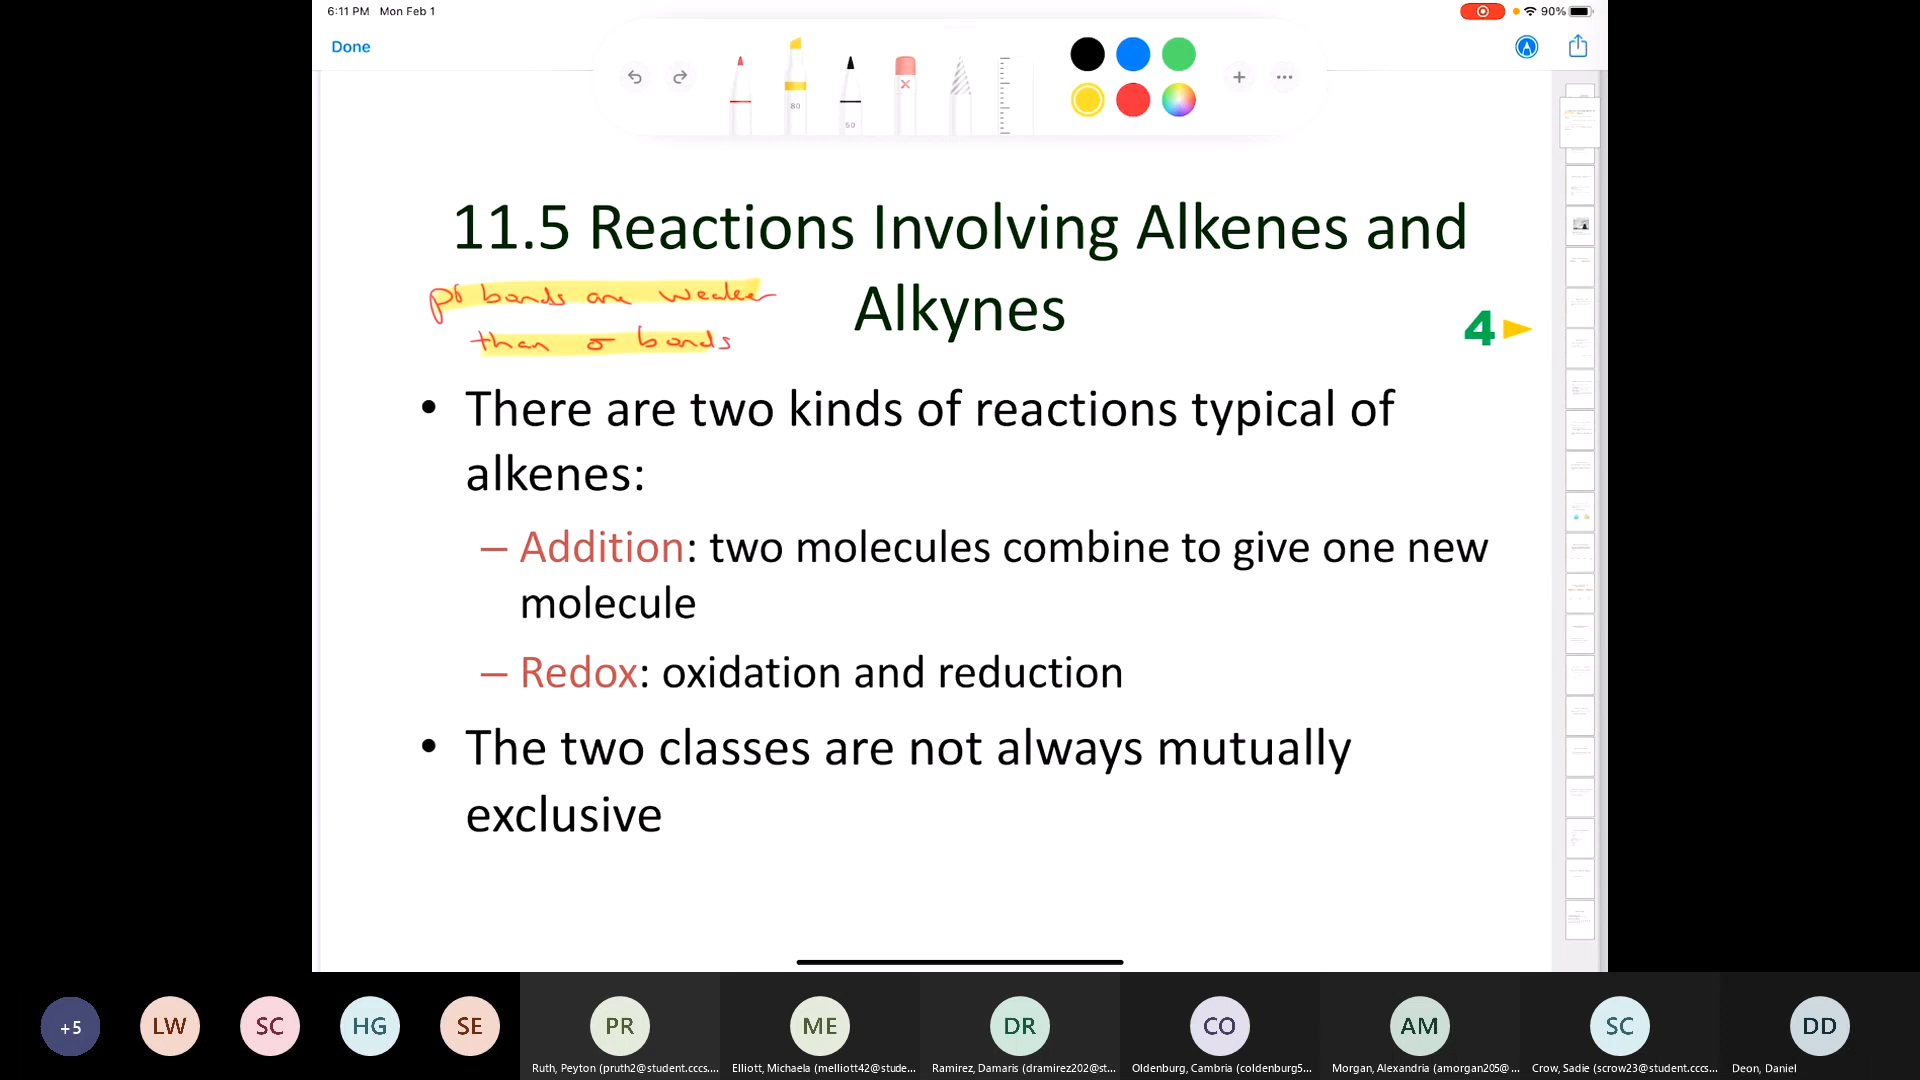 6:11 PM Mon Feb 1
90%
Done
80
50
11.5 Reactions Involving Alkenes and
Alkynes
bonds are weaker
than σ bonds
4
• There are two kinds of reactions typical of
alkenes:
– Addition: two molecules combine to give one new
molecule
– Redox: oxidation and reduction
• The two classes are not always mutually
exclusive
+5
LW
SC
HG
SE
PR
ME
DR
CO
AM
SC
DD
Ruth, Peyton (pruth2@student.cccs....
Elliott, Michaela (melliott42@stude...
Ramirez, Damaris (dramirez202@st...
Oldenburg, Cambria (coldenburg5...
Morgan, Alexandria (amorgan205@...
Crow, Sadie (scrow23@student.cccs...
Deon, Daniel